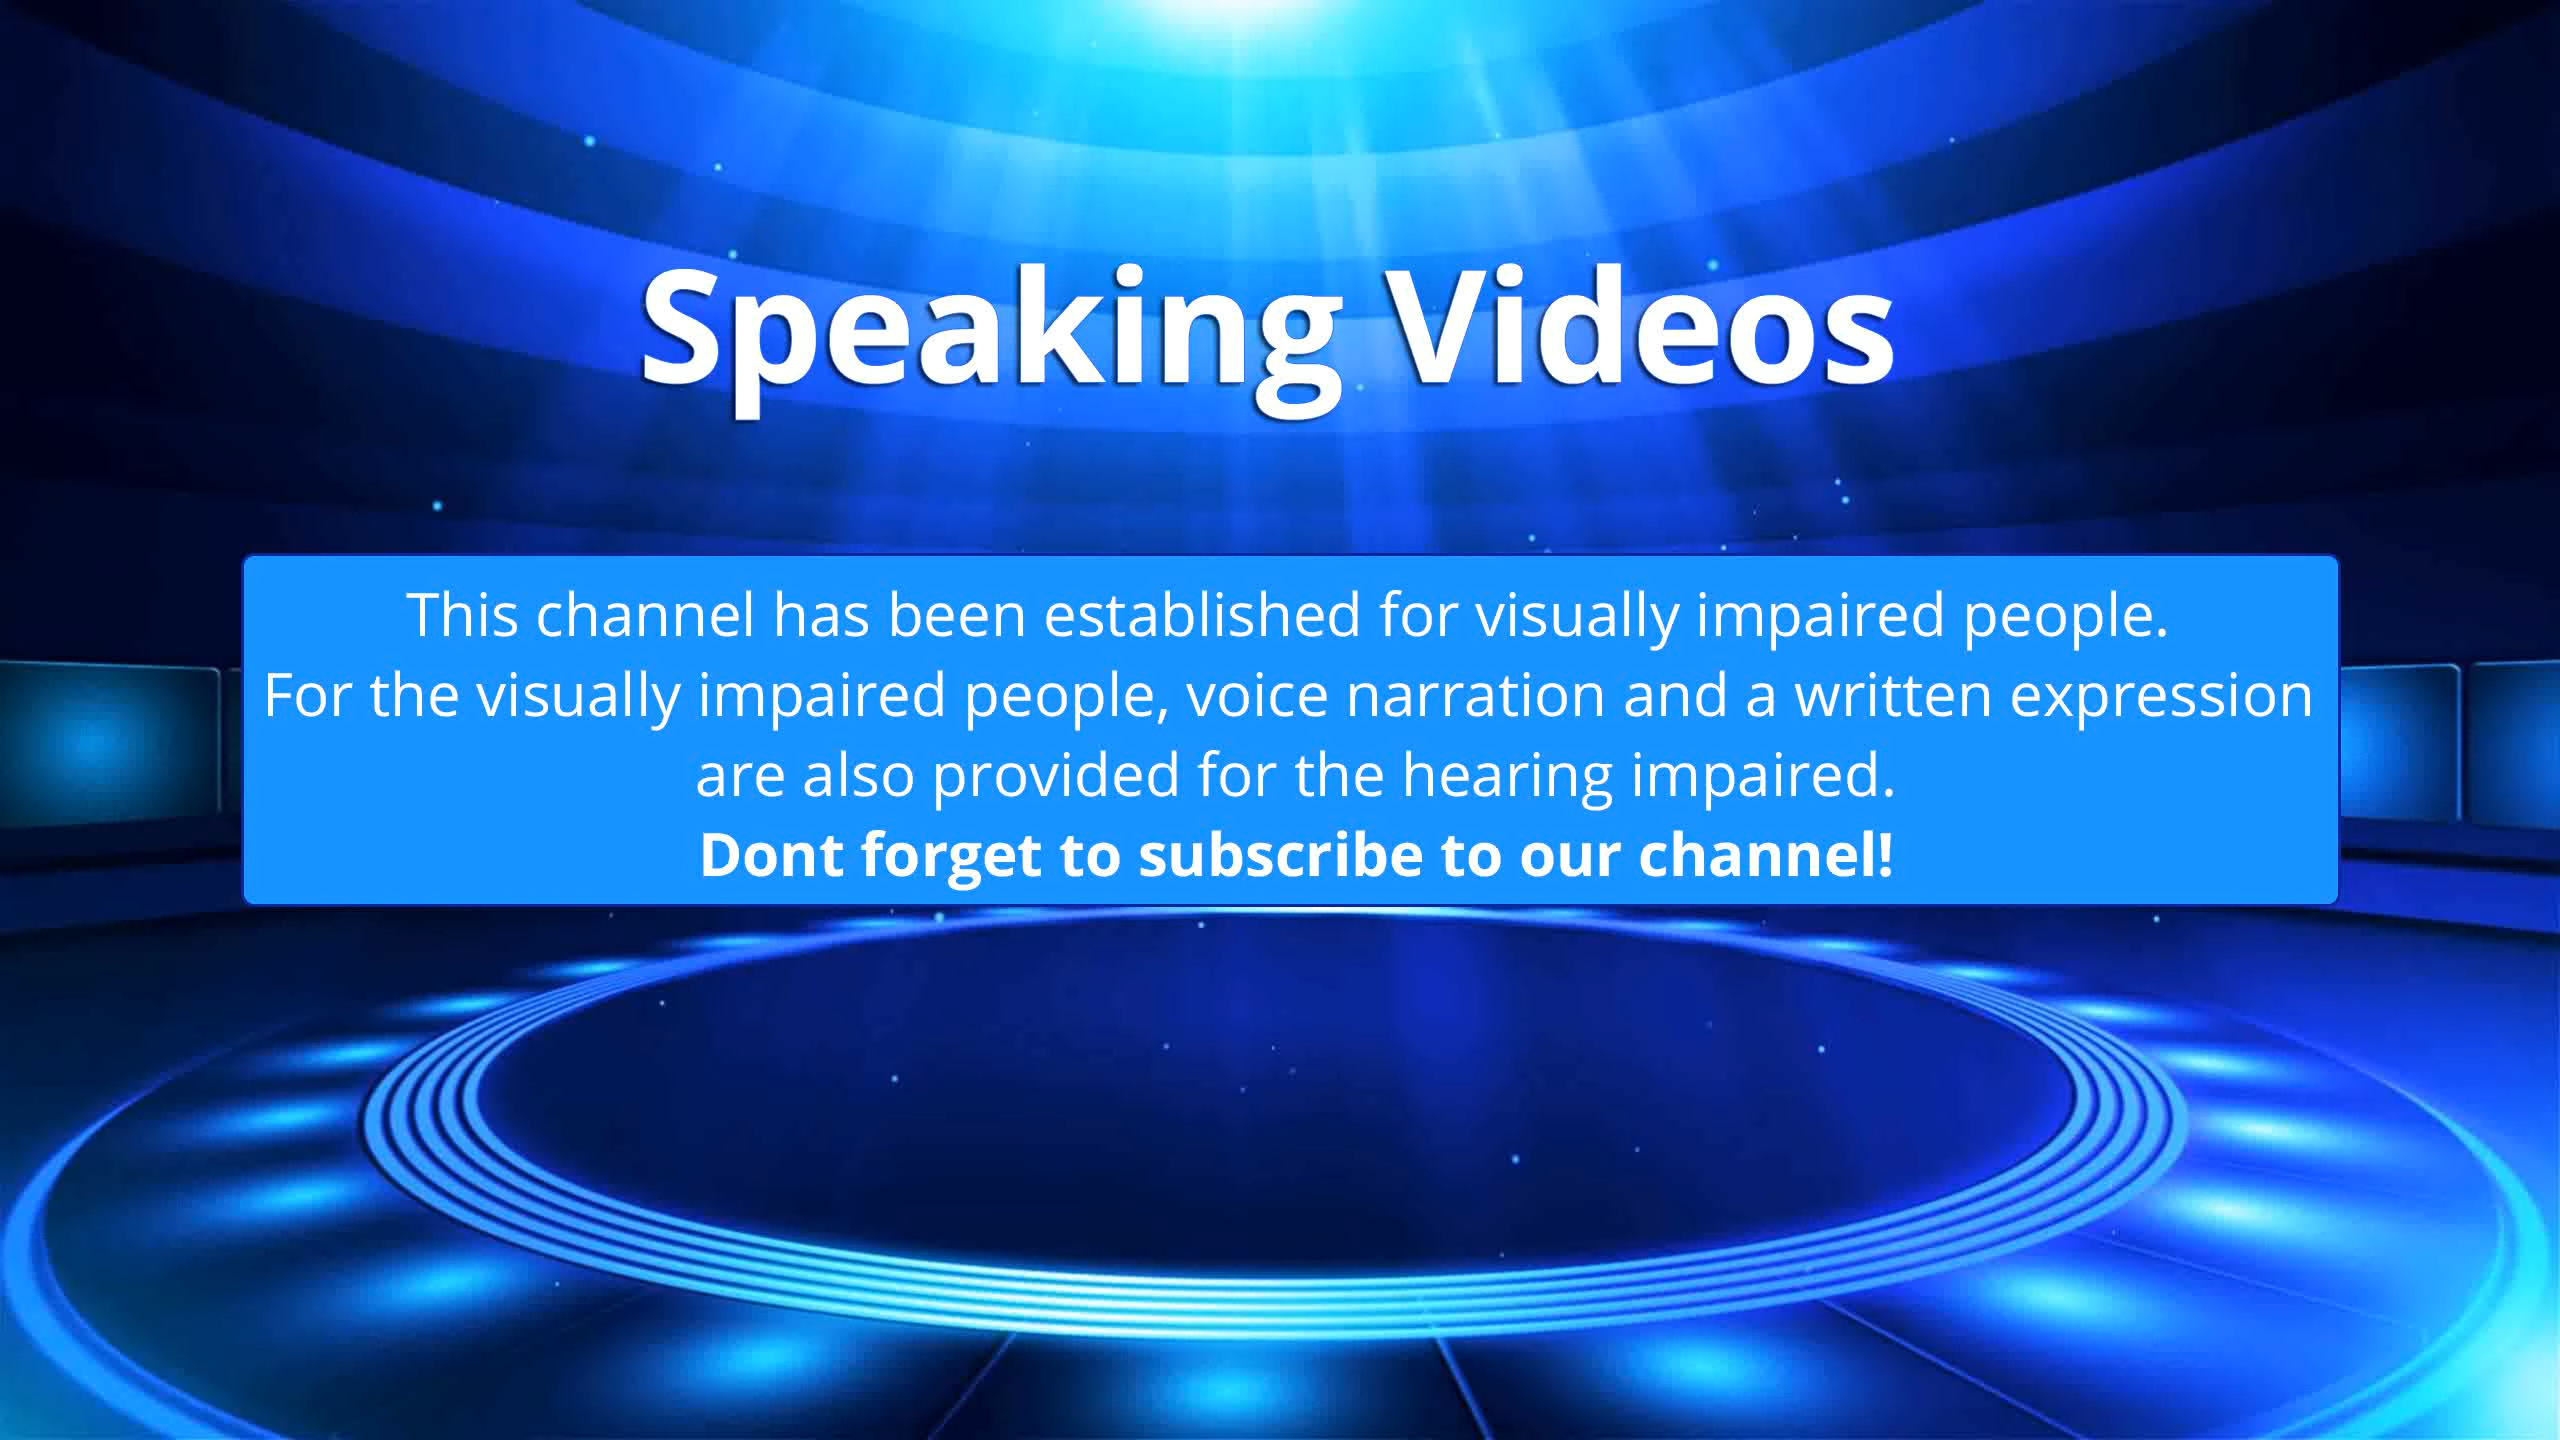 Speaking Videos
This channel has been established for visually impaired people.
For the visually impaired people, voice narration and a written expression
are also provided for the hearing impaired.
Dont forget to subscribe to our channel!